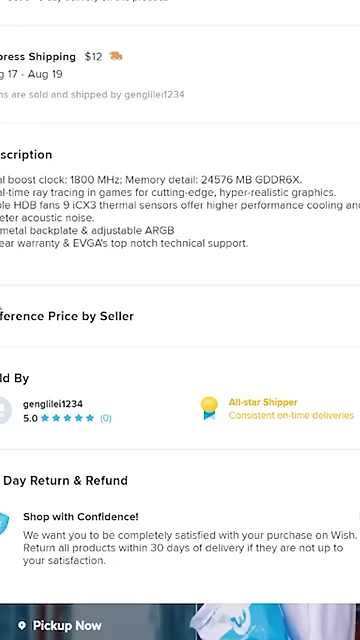 press Shipping $12
g 17 - Aug 19
ns are sold and shipped by genglilei1234
scription
al boost clock: 1800 MHz; Memory detail: 24576 MB GDDR6X.
al-time ray tracing in games for cutting-edge, hyper-realistic graphics.
ple HDB fans 9 iCX3 thermal sensors offer higher performance cooling and
eter acoustic noise.
metal backplate & adjustable ARGB
ear warranty & EVGA's top notch technical support.
ference Price by Seller
ld By
genglilei1234
5.0 ★★★★★ (0)
All-star Shipper
Consistent on-time deliveries
Day Return & Refund
Shop with Confidence!
We want you to be completely satisfied with your purchase on Wish.
Return all products within 30 days of delivery if they are not up to
your satisfaction.
Pickup Now